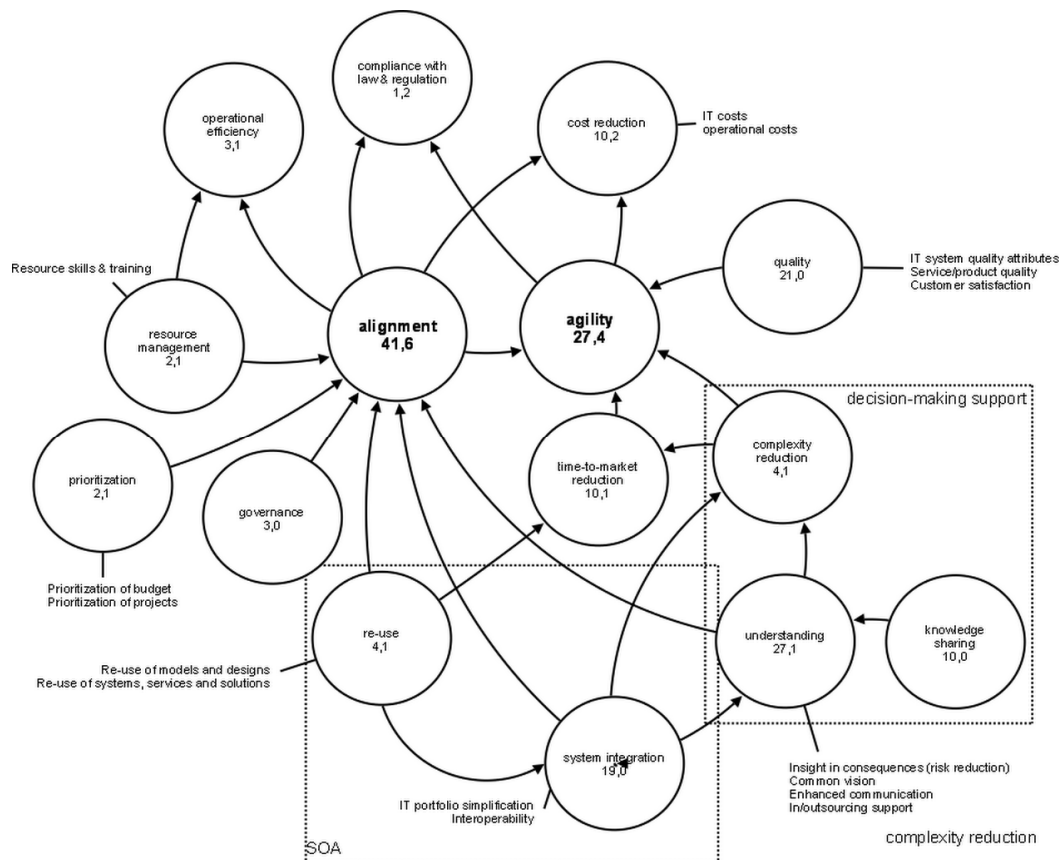 compliance with
law & regulation
1,2
operational
efficiency
3,1
cost reduction
10,2
IT costs
operational costs
Resource skills & training
quality
21,0
IT system quality attributes
Service/product quality
Customer satisfaction
resource
management
2,1
alignment
41,6
agility
27,4
decision-making support
prioritization
2,1
governance
3,0
time-to-market
reduction
10,1
complexity
reduction
4,1
Prioritization of budget
Prioritization of projects
re-use
4,1
understanding
27,1
knowledge
sharing
10,0
Re-use of models and designs
Re-use of systems, services and solutions
system integration
19,0
IT portfolio simplification
Interoperability
Insight in consequences (risk reduction)
Common vision
Enhanced communication
In/outsourcing support
SOA
complexity reduction